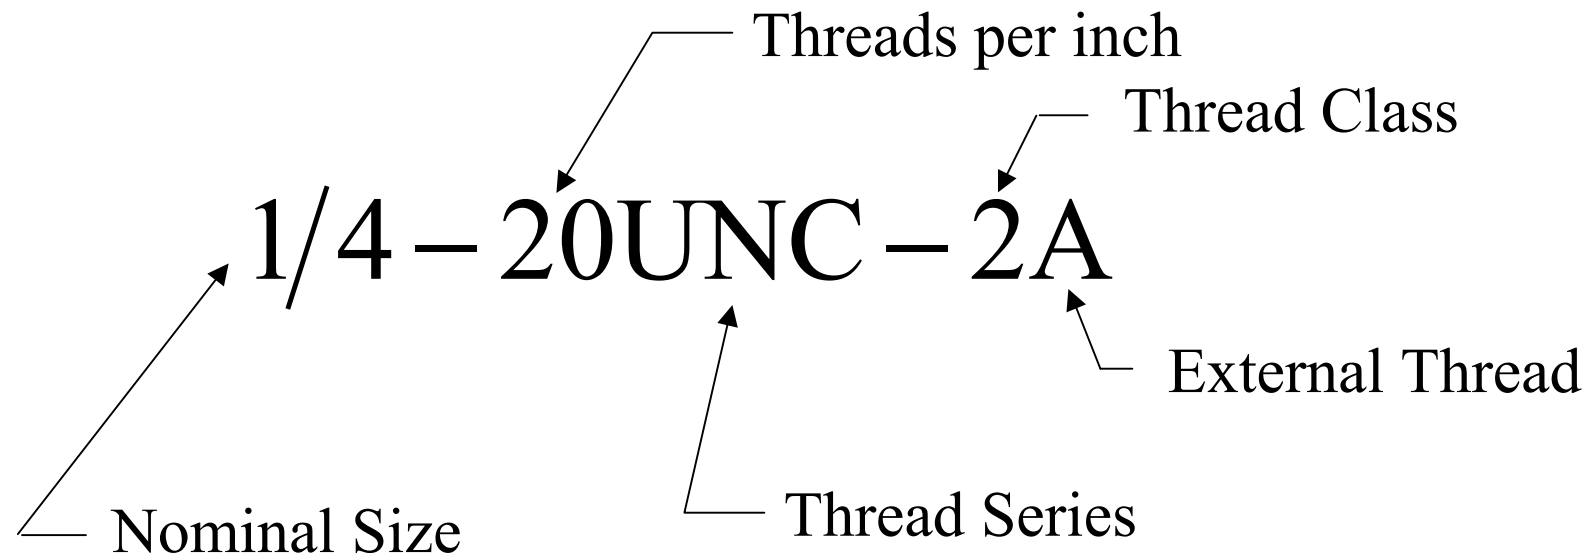 Threads per inch
Thread Class
1/4 – 20UNC – 2A
External Thread
Thread Series
Nominal Size